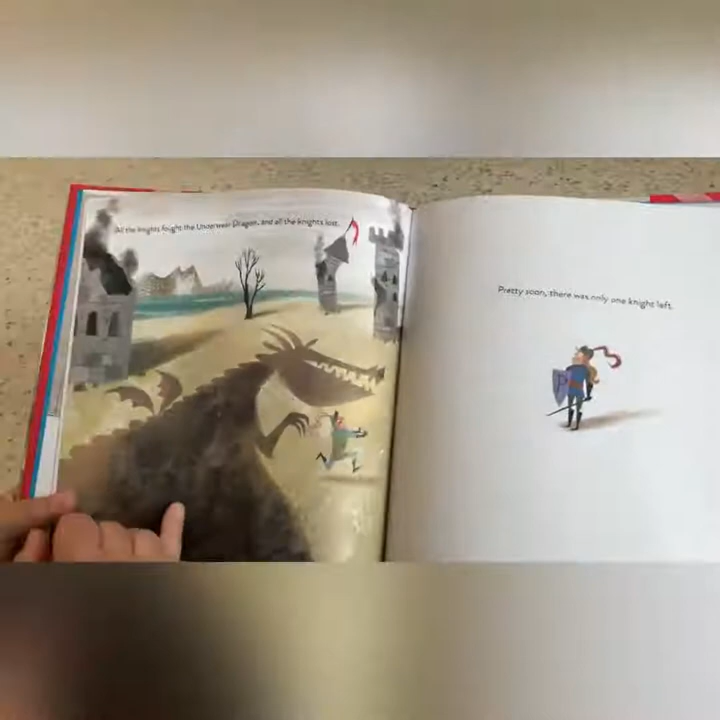 All the knights fought the Underwear Dragon, and all the knights lost.
Pretty soon, there was only one knight left.
P